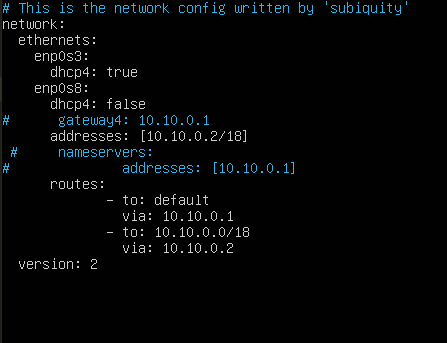 # This is the network config written by 'subiquity'
network:
  ethernets:
    enp0s3:
      dhcp4: true
    enp0s8:
      dhcp4: false
#      gateway4: 10.10.0.1
      addresses: [10.10.0.2/18]
 #     nameservers:
#              addresses: [10.10.0.1]
      routes:
             - to: default
               via: 10.10.0.1
             - to: 10.10.0.0/18
               via: 10.10.0.2
  version: 2